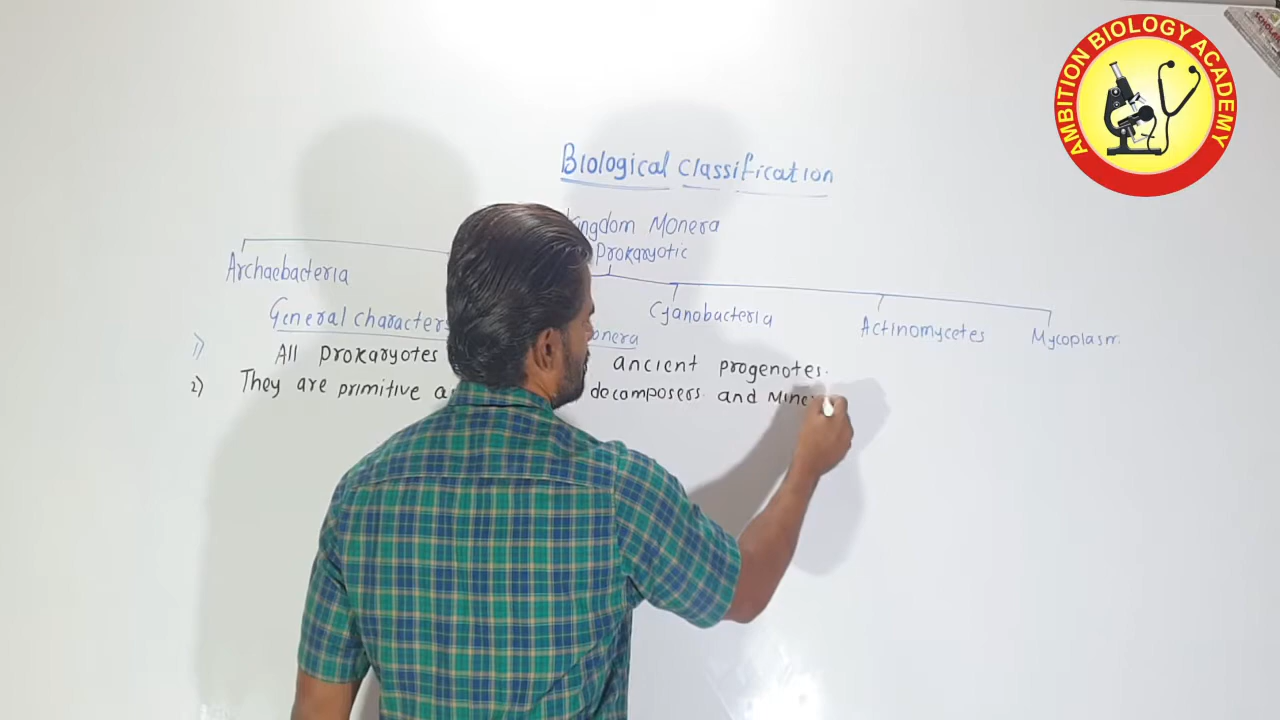 AMBITION BIOLOGY ACADEMY
Biological Classification
Kingdom Monera
Prokaryotic
Archaebacteria
Cyanobacteria
Actinomycetes
Mycoplasm.
General characters
1)
All prokaryotes ancient progenotes.
2) They are primitive decomposers and